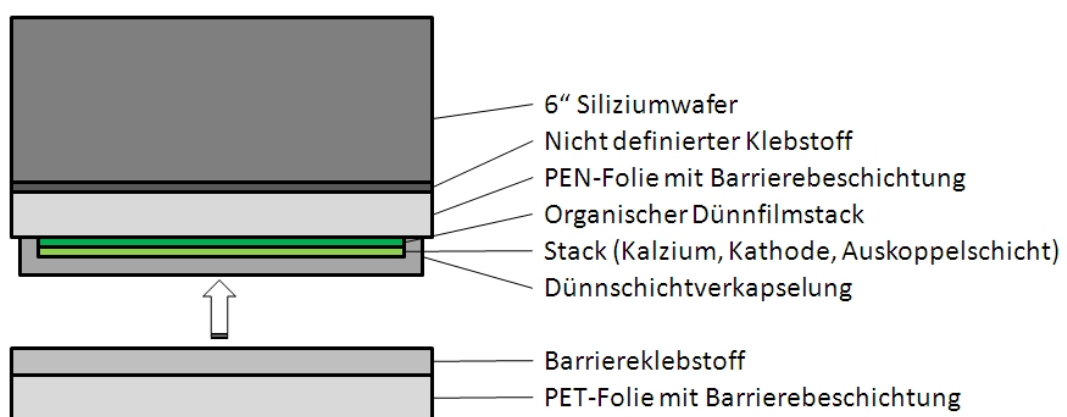 6“ Siliziumwafer
Nicht definierter Klebstoff
PEN-Folie mit Barrierebeschichtung
Organischer Dünnfilmstack
Stack (Kalzium, Kathode, Auskoppelschicht)
Dünnschichtverkapselung
Barriereklebstoff
PET-Folie mit Barrierebeschichtung